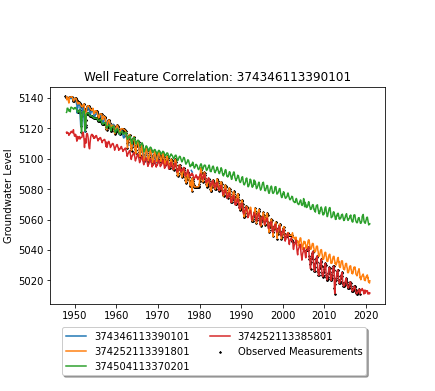 Well Feature Correlation: 374346113390101
5140
5120
5100
5080
5060
5040
5020
Groundwater Level
1950 1960 1970 1980 1990 2000 2010 2020
374346113390101
374252113391801
374504113370201
374252113385801
Observed Measurements